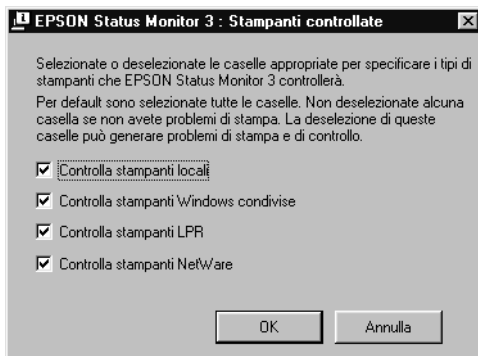 EPSON Status Monitor 3 : Stampanti controllate
Selezionate o deselezionate le caselle appropriate per specificare i tipi di
stampanti che EPSON Status Monitor 3 controllerà.
Per default sono selezionate tutte le caselle. Non deselezionate alcuna
casella se non avete problemi di stampa. La deselezione di queste
caselle può generare problemi di stampa e di controllo.
Controlla stampanti locali
Controlla stampanti Windows condivise
Controlla stampanti LPR
Controlla stampanti NetWare
OK
Annulla